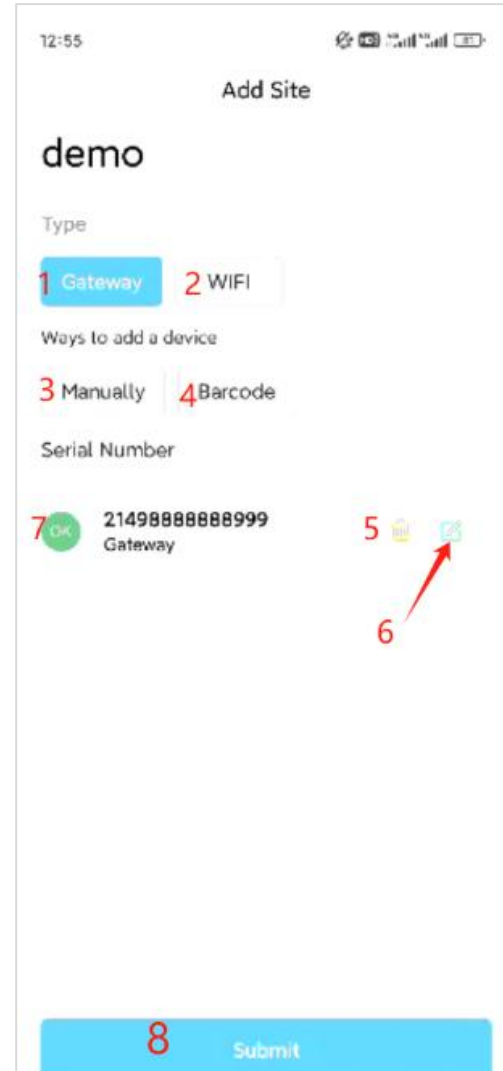 12:55
Add Site
demo
Type
1 Gateway 2 WIFI
Ways to add a device
3 Manually 4 Barcode
Serial Number
7 OK 21498888888999 5
Gateway
6
8 Submit